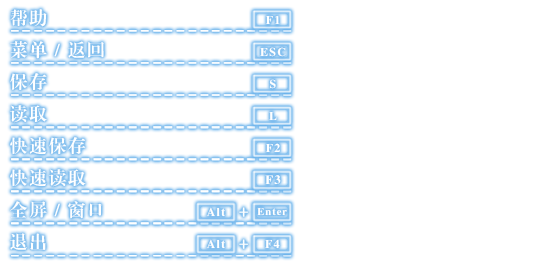 帮助 F1
菜单 / 返回 ESC
保存 S
读取 L
快速保存 F2
快速读取 F3
全屏 / 窗口 Alt + Enter
退出 Alt + F4